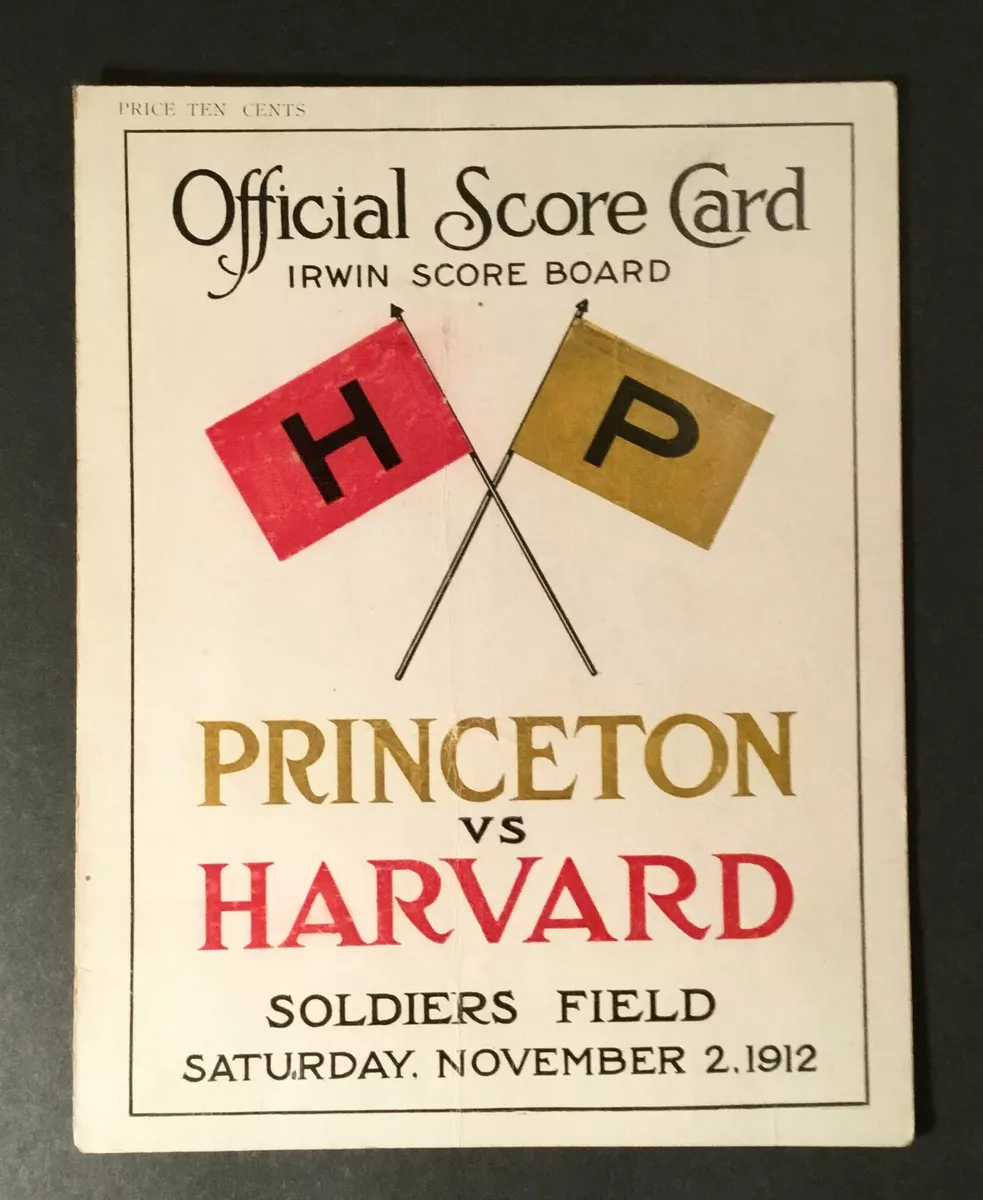 PRICE TEN CENTS
Official Score Card
IRWIN SCORE BOARD
H P
PRINCETON
VS
HARVARD
SOLDIERS FIELD
SATURDAY, NOVEMBER 2, 1912